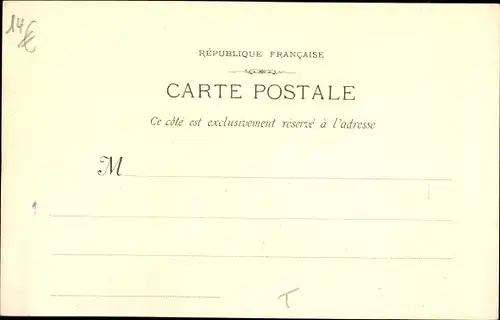 14€
RÉPUBLIQUE FRANÇAISE
CARTE POSTALE
Ce côté est exclusivement réservé à l'adresse
M
T